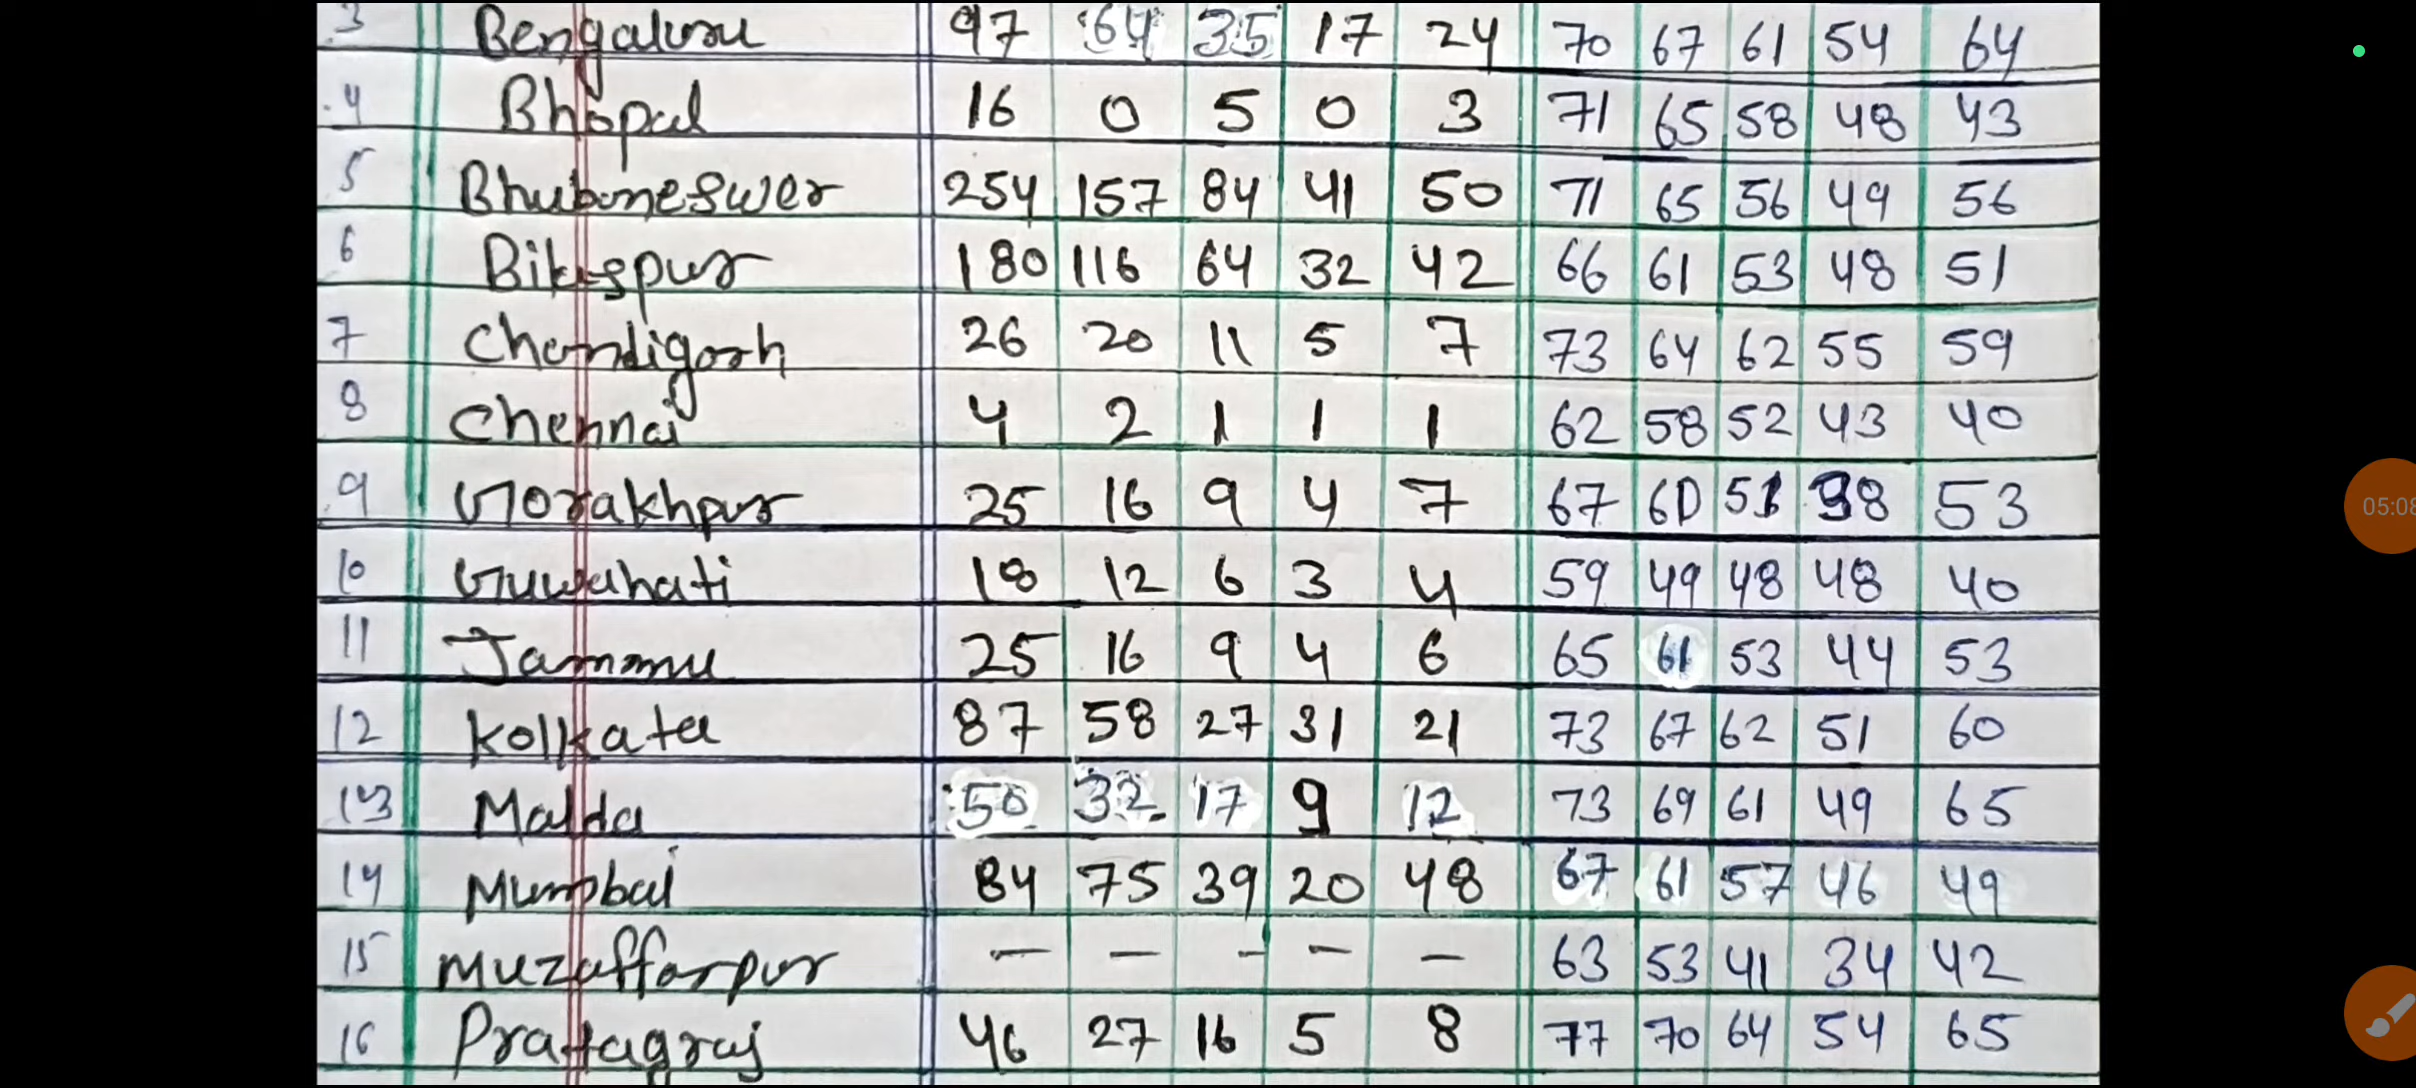 3 Bengaluru 97 64 35 17 24 70 67 61 54 64
4 Bhopal 16 0 5 0 3 71 65 58 48 43
5 Bhubneswer 254 157 84 41 50 71 65 56 49 56
6 Bilaspur 180 116 64 32 42 66 61 53 48 51
7 Chandigarh 26 20 11 5 7 73 64 62 55 59
8 Chennai 4 2 1 1 1 62 58 52 43 40
9 Gorakhpur 25 16 9 4 7 67 60 51 38 53
10 Guwahati 18 12 6 3 4 59 49 48 48 40
11 Jammu 25 16 9 4 6 65 61 53 44 53
12 Kolkata 87 58 27 31 21 73 67 62 51 60
13 Malda 50 32 17 9 12 73 69 61 49 65
14 Mumbai 84 75 39 20 48 67 61 57 46 49
15 Muzaffarpur — — - — — 63 53 41 34 42
16 Prayagraj 46 27 16 5 8 77 70 64 54 65
05:08